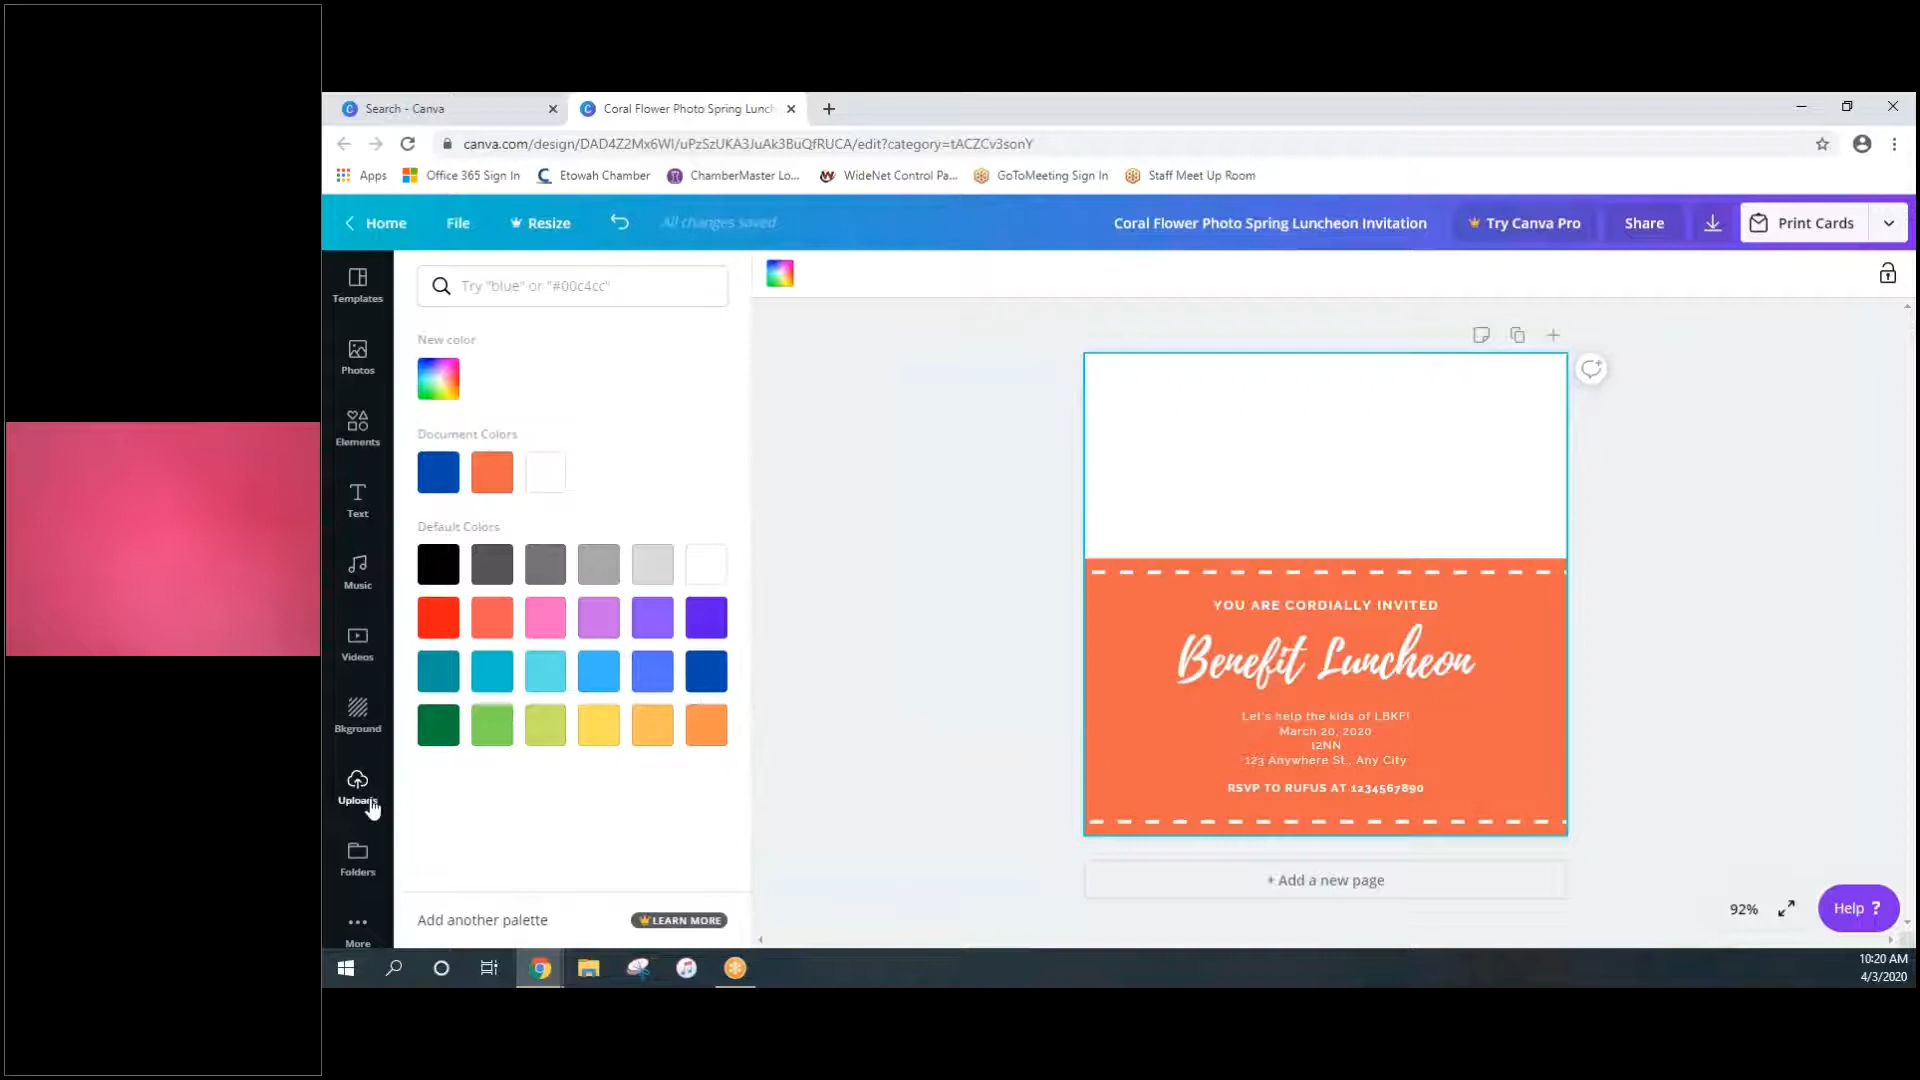 Search - Canva
Coral Flower Photo Spring Lunch
canva.com/design/DAD4Z2Mx6WI/uPzSzUKA3JuAk3BuQfRUCA/edit?category=tACZCv3sonY
Apps
Office 365 Sign In
Etowah Chamber
ChamberMaster Lo...
WideNet Control Pa...
GoToMeeting Sign In
Staff Meet Up Room
Home
File
Resize
All changes saved
Coral Flower Photo Spring Luncheon Invitation
Try Canva Pro
Share
Print Cards
Templates
Photos
Elements
Text
Music
Videos
Bkground
Uploads
Folders
More
Try "blue" or "#00c4cc"
New color
Document Colors
Default Colors
Add another palette
LEARN MORE
YOU ARE CORDIALLY INVITED
Benefit Luncheon
Let's help the kids of LBKF!
March 20, 2020
12NN
123 Anywhere St., Any City
RSVP TO RUFUS AT 1234567890
+ Add a new page
92%
Help ?
10:20 AM
4/3/2020